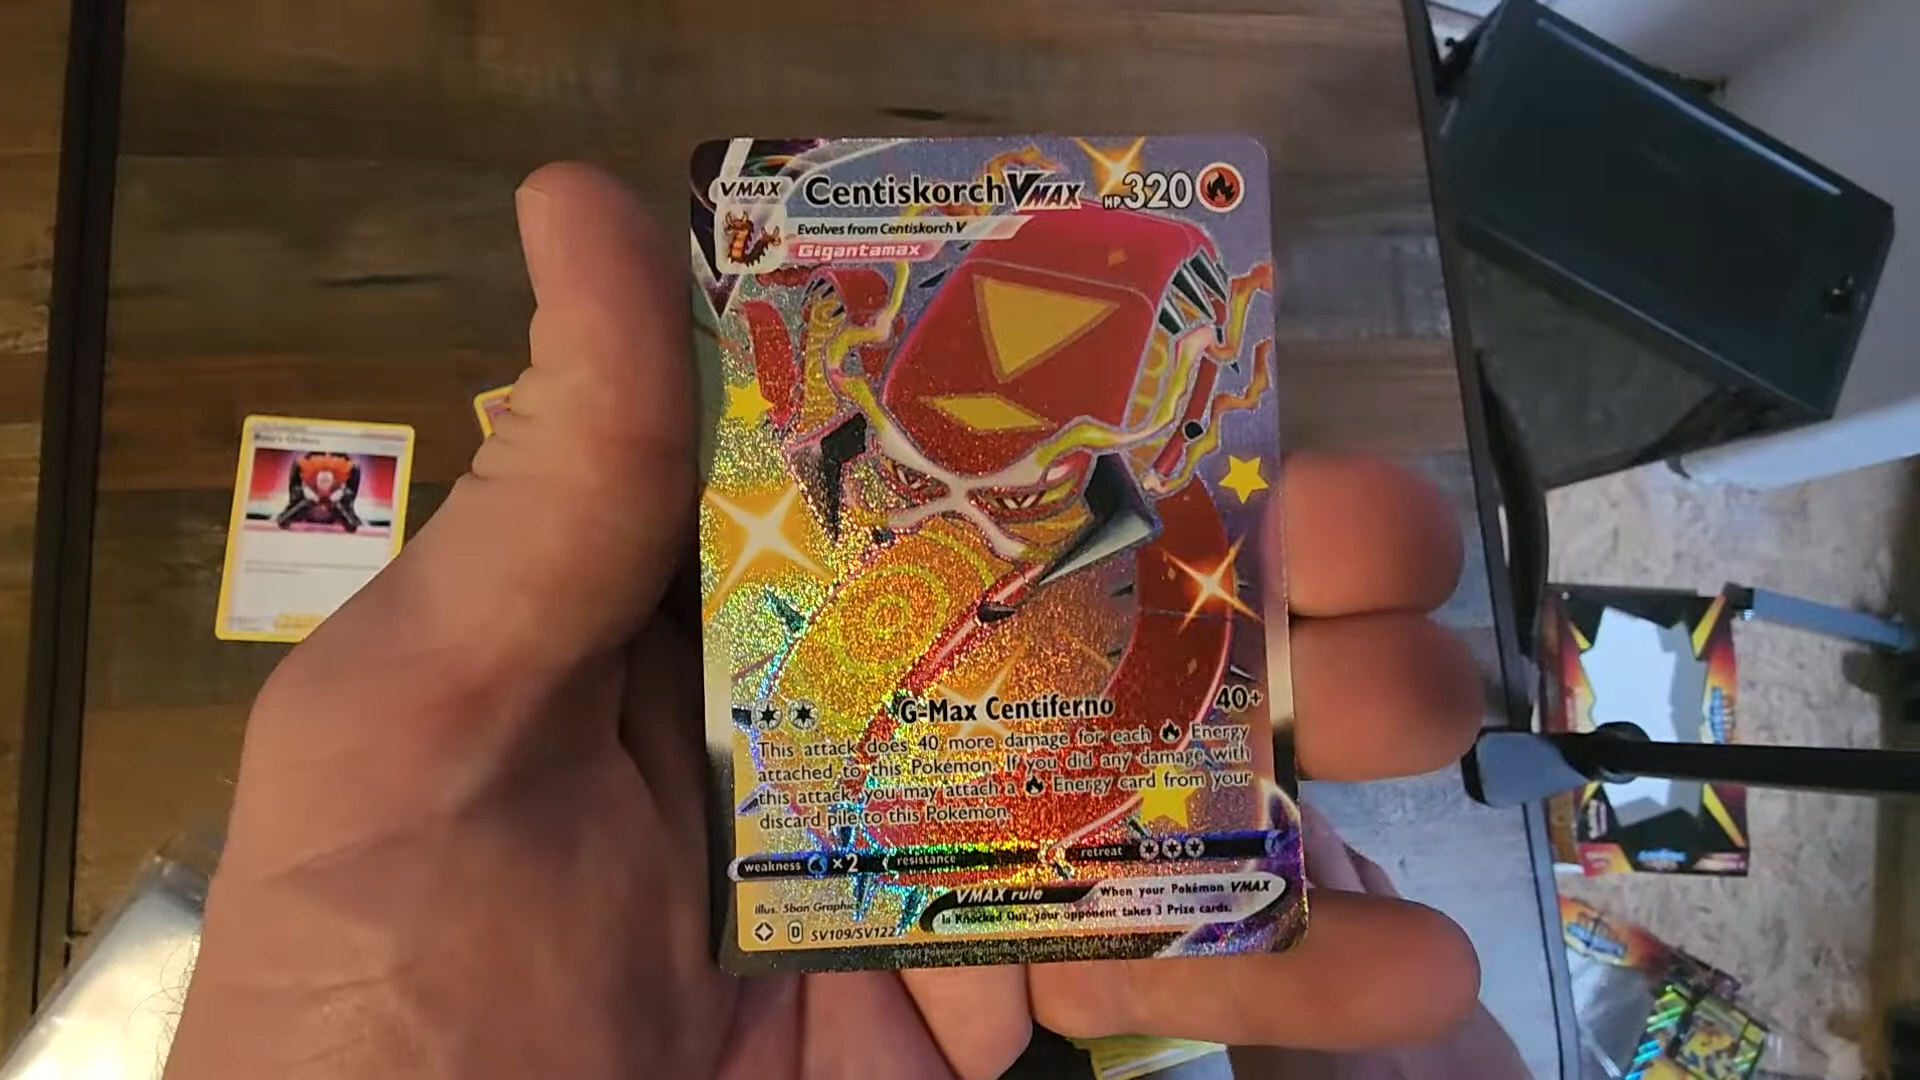 VMAX Centiskorch VMAX HP 320
Evolves from Centiskorch V
Gigantamax
G-Max Centiferno 40+
This attack does 40 more damage for each Energy
attached to this Pokémon. If you did any damage with
this attack, you may attach a Energy card from your
discard pile to this Pokémon.
weakness ×2 resistance retreat
VMAX rule When your Pokémon VMAX
is Knocked Out, your opponent takes 3 Prize cards.
Illus. 5ban Graphics
D SV109/SV122
Boss's Orders